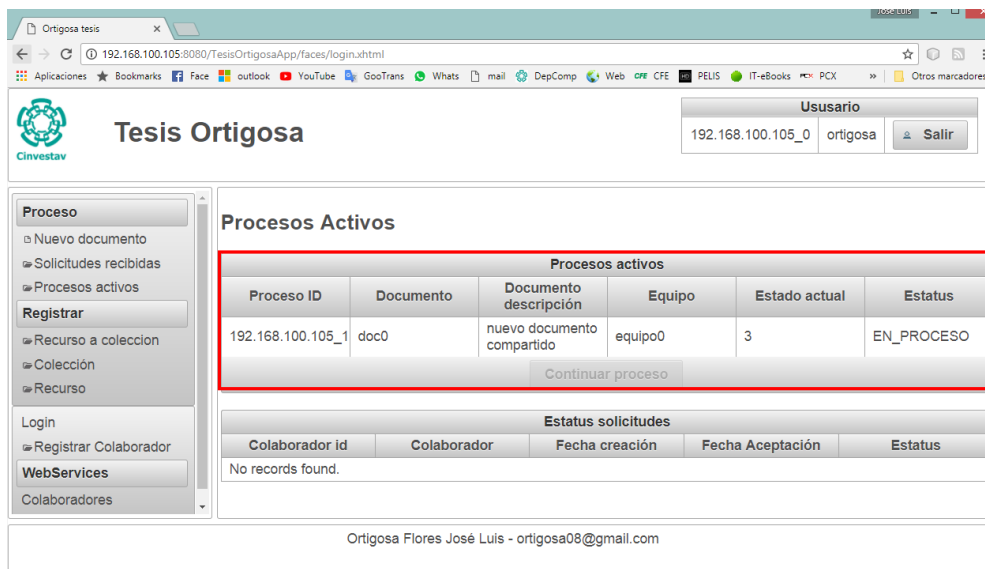 José Luis
Ortigosa tesis
192.168.100.105:8080/TesisOrtigosaApp/faces/login.xhtml
Aplicaciones Bookmarks Face outlook YouTube GooTrans Whats mail DepComp Web CFE CFE HD PELIS IT-eBooks PCX PCX » Otros marcadores
Cinvestav
Tesis Ortigosa
Ususario
192.168.100.105_0 ortigosa Salir
Proceso
Nuevo documento
Solicitudes recibidas
Procesos activos
Registrar
Recurso a coleccion
Colección
Recurso
Login
Registrar Colaborador
WebServices
Colaboradores
Procesos Activos
Procesos activos
Proceso ID Documento Documento descripción Equipo Estado actual Estatus
192.168.100.105_1 doc0 nuevo documento compartido equipo0 3 EN_PROCESO
Continuar proceso
Estatus solicitudes
Colaborador id Colaborador Fecha creación Fecha Aceptación Estatus
No records found.
Ortigosa Flores José Luis - ortigosa08@gmail.com